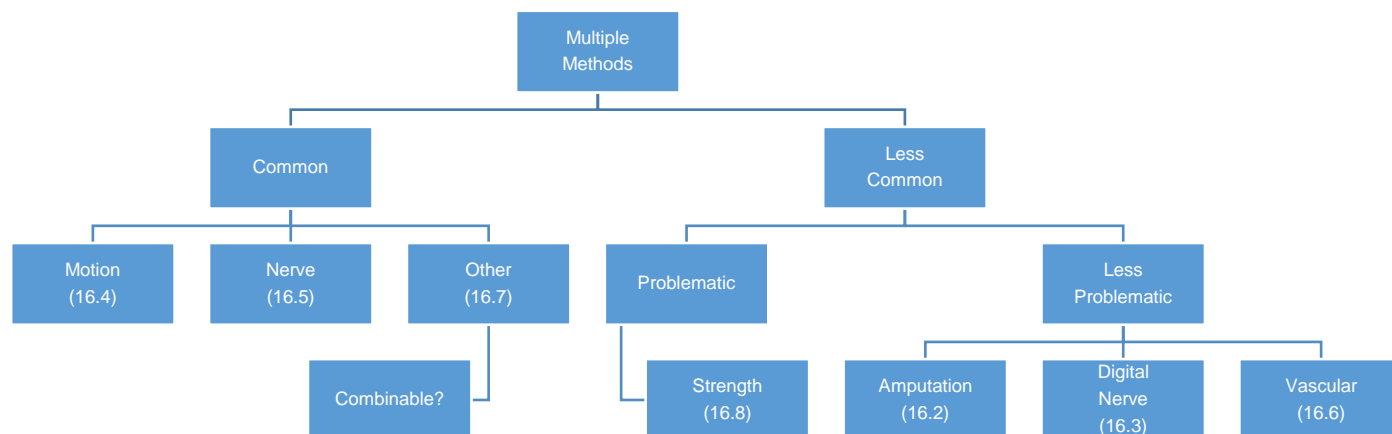 Multiple
Methods
Common
Less
Common
Motion
(16.4)
Nerve
(16.5)
Other
(16.7)
Problematic
Less
Problematic
Combinable?
Strength
(16.8)
Amputation
(16.2)
Digital
Nerve
(16.3)
Vascular
(16.6)